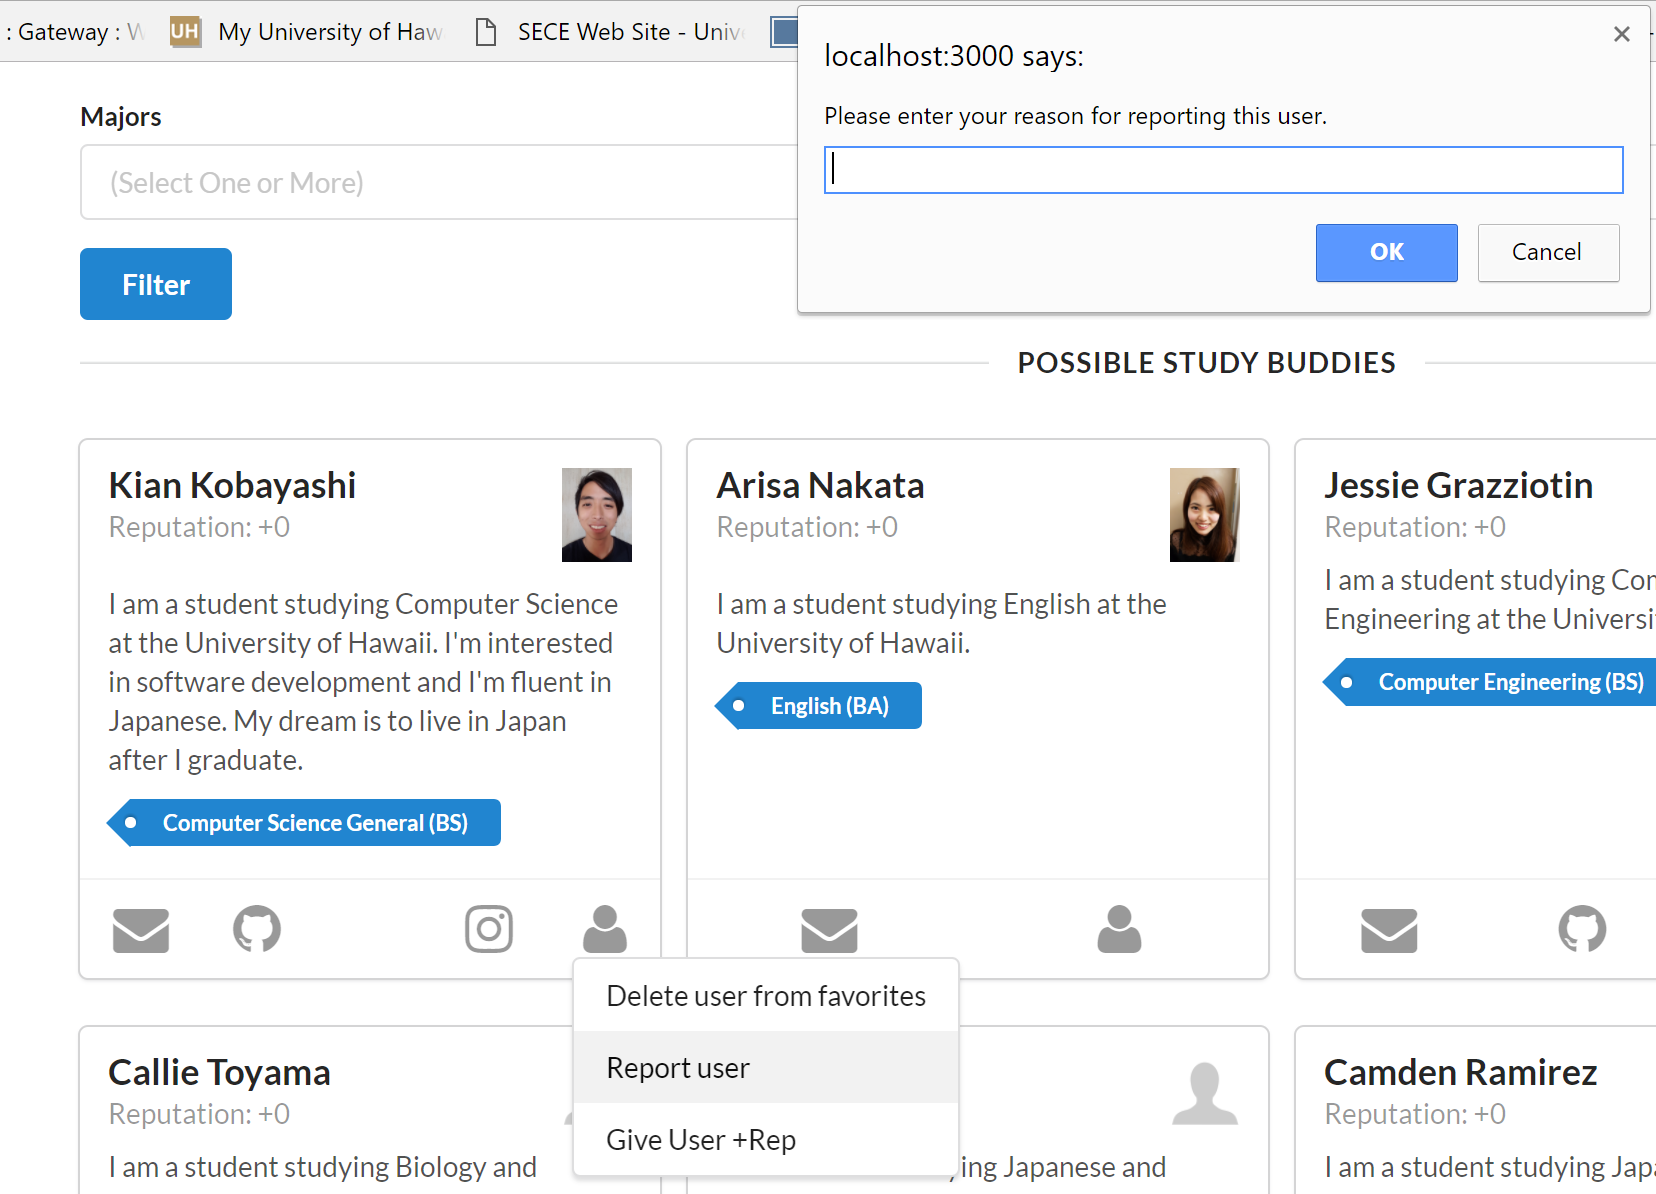 : Gateway :
UH
My University of Haw
SECE Web Site - Univ
localhost:3000 says:
Please enter your reason for reporting this user.
OK
Cancel
Majors
(Select One or More)
Filter
POSSIBLE STUDY BUDDIES
Kian Kobayashi
Reputation: +0
I am a student studying Computer Science
at the University of Hawaii. I'm interested
in software development and I'm fluent in
Japanese. My dream is to live in Japan
after I graduate.
Computer Science General (BS)
Arisa Nakata
Reputation: +0
I am a student studying English at the
University of Hawaii.
English (BA)
Jessie Grazziotin
Reputation: +0
I am a student studying Com
Engineering at the Universi
Computer Engineering (BS)
Delete user from favorites
Report user
Give User +Rep
Callie Toyama
Reputation: +0
I am a student studying Biology and
ying Japanese and
Camden Ramirez
Reputation: +0
I am a student studying Japa